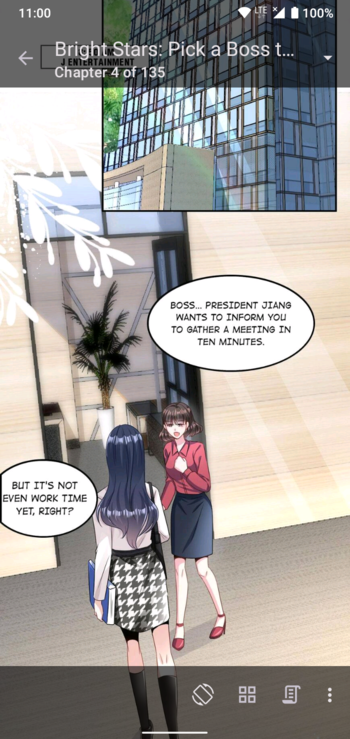 11:00
LTE
100%
Bright Stars: Pick a Boss t...
J ENTERTAINMENT
Chapter 4 of 135
BOSS... PRESIDENT JIANG
WANTS TO INFORM YOU
TO GATHER A MEETING IN
TEN MINUTES.
BUT IT'S NOT
EVEN WORK TIME
YET, RIGHT?